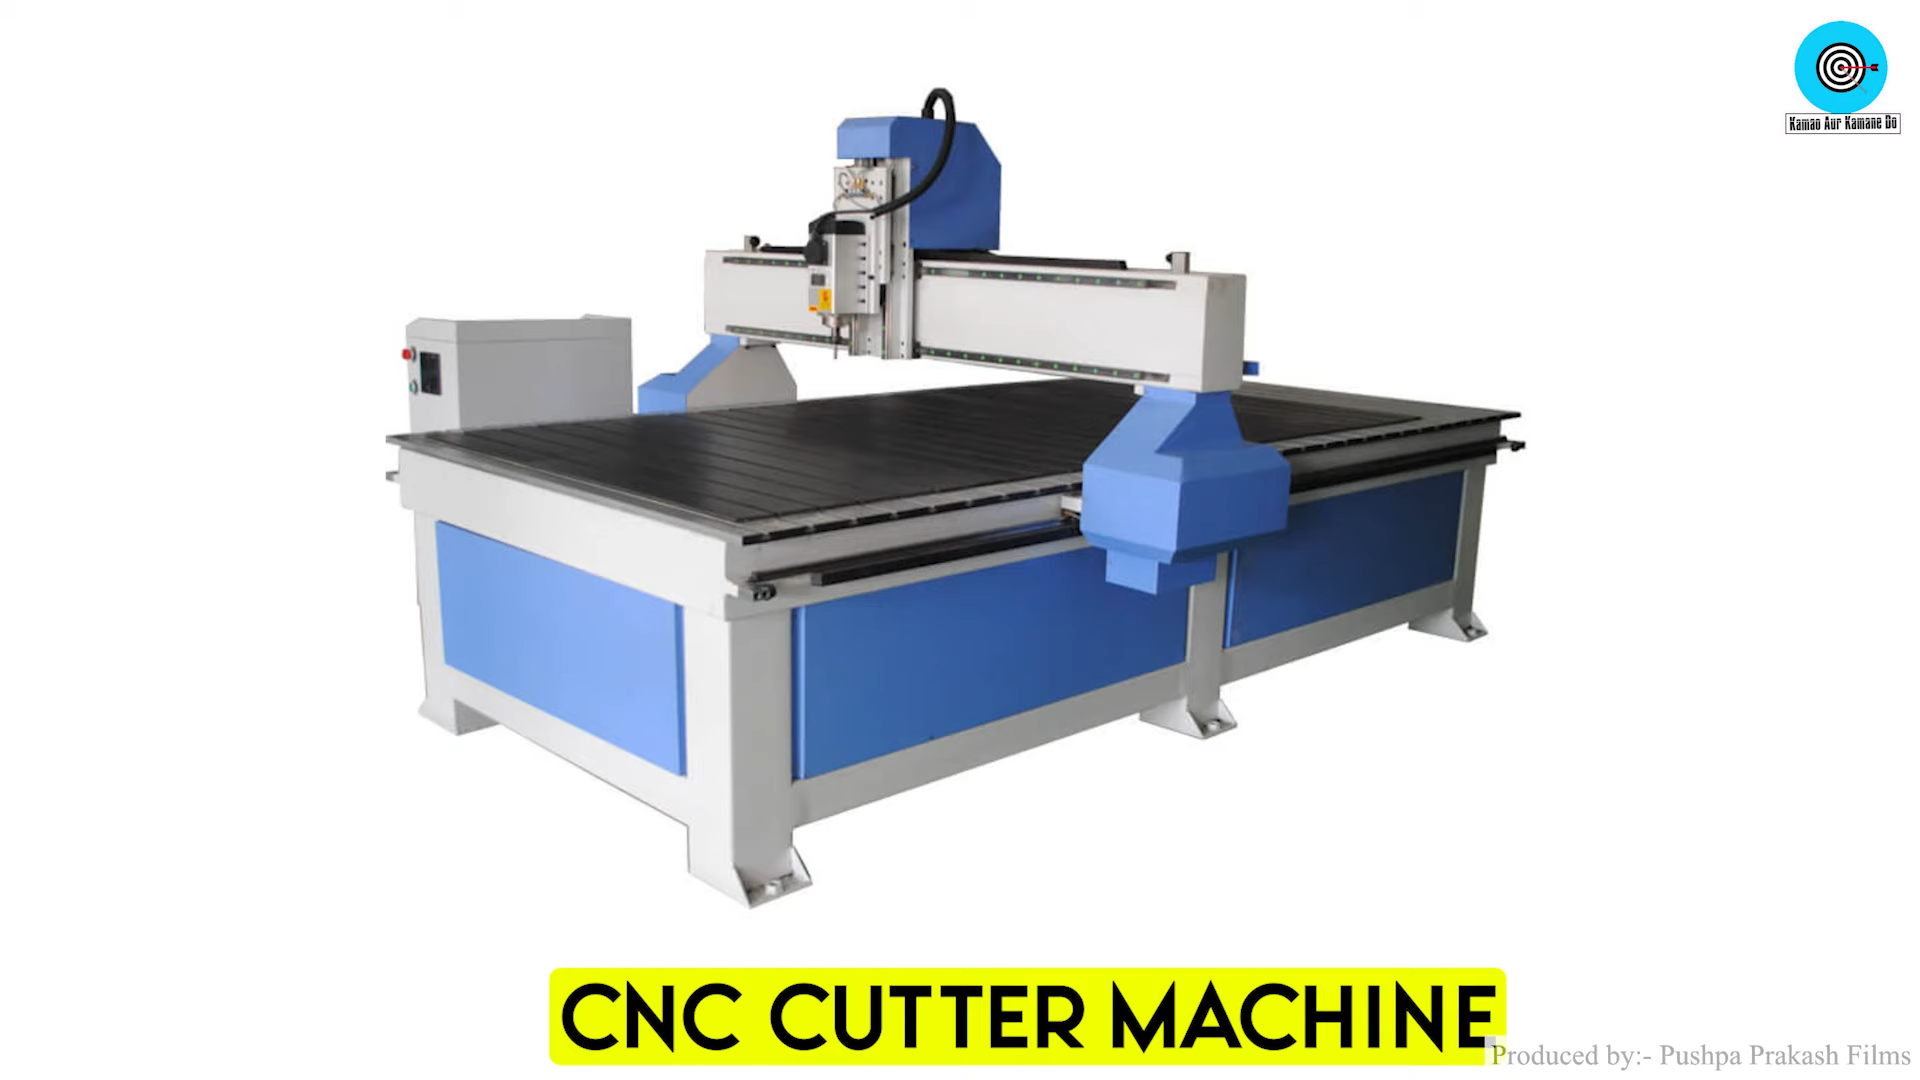 Kamao Aur Kamane Do
CNC CUTTER MACHINE
Produced by:- Pushpa Prakash Films